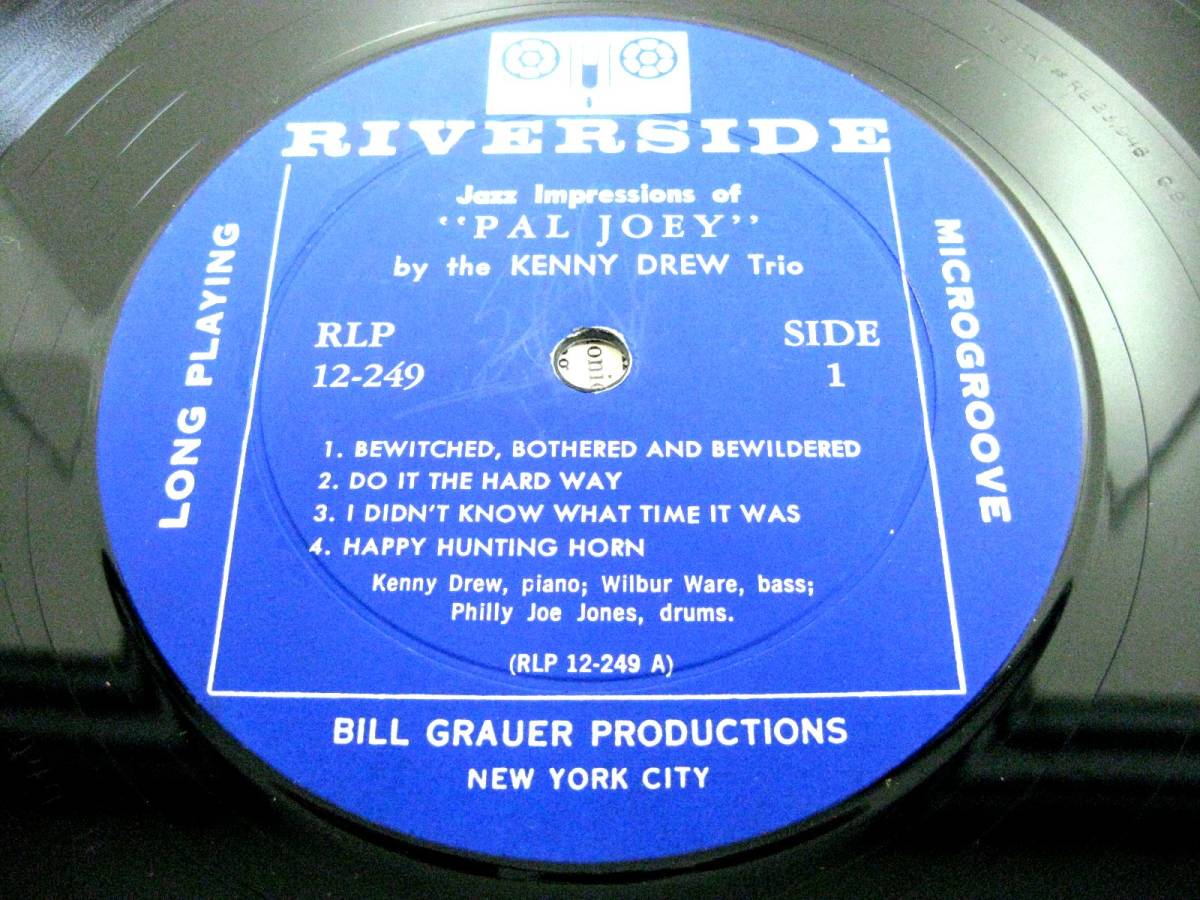 RIVERSIDE
Jazz Impressions of
"PAL JOEY"
by the KENNY DREW Trio
LONG PLAYING
MICROGROOVE
RLP
12-249
SIDE
1
1. BEWITCHED, BOTHERED AND BEWILDERED
2. DO IT THE HARD WAY
3. I DIDN'T KNOW WHAT TIME IT WAS
4. HAPPY HUNTING HORN
Kenny Drew, piano; Wilbur Ware, bass;
Philly Joe Jones, drums.
(RLP 12-249 A)
BILL GRAUER PRODUCTIONS
NEW YORK CITY